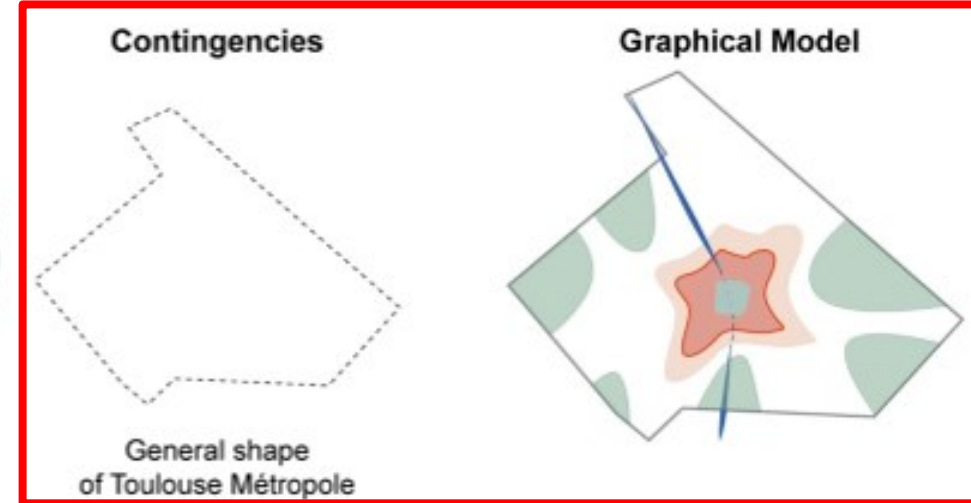 Contingencies
Graphical Model
General shape
of Toulouse Métropole